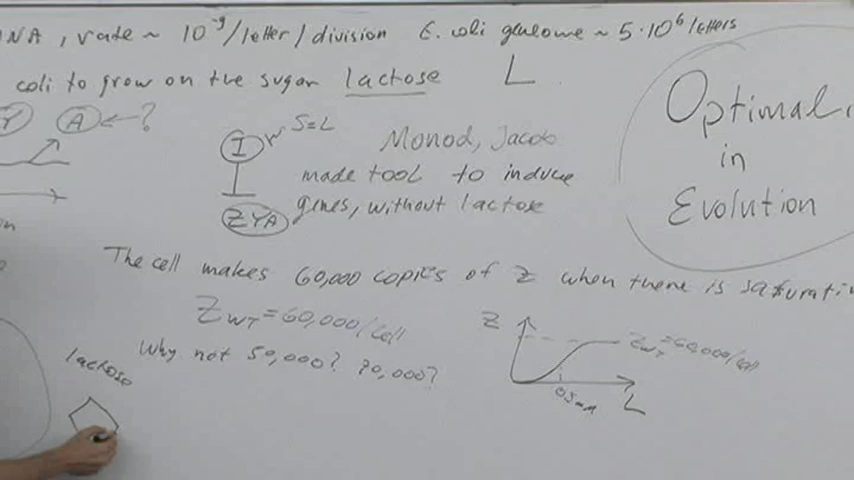 NA, rate ~ 10⁻⁹/letter/division E. coli genome ~ 5·10⁶ letters
coli to grow on the sugar lactose L
Y A ?
I S=L
Monod, Jacob
made tool to induce
genes, without lactose
ZYA
Optimal
in
Evolution
The cell makes 60,000 copies of Z when there is saturati
Z_WT = 60,000/cell
Why not 50,000? 70,000?
Z
Z_WT = 60,000/cell
0.5mM
L
lactose